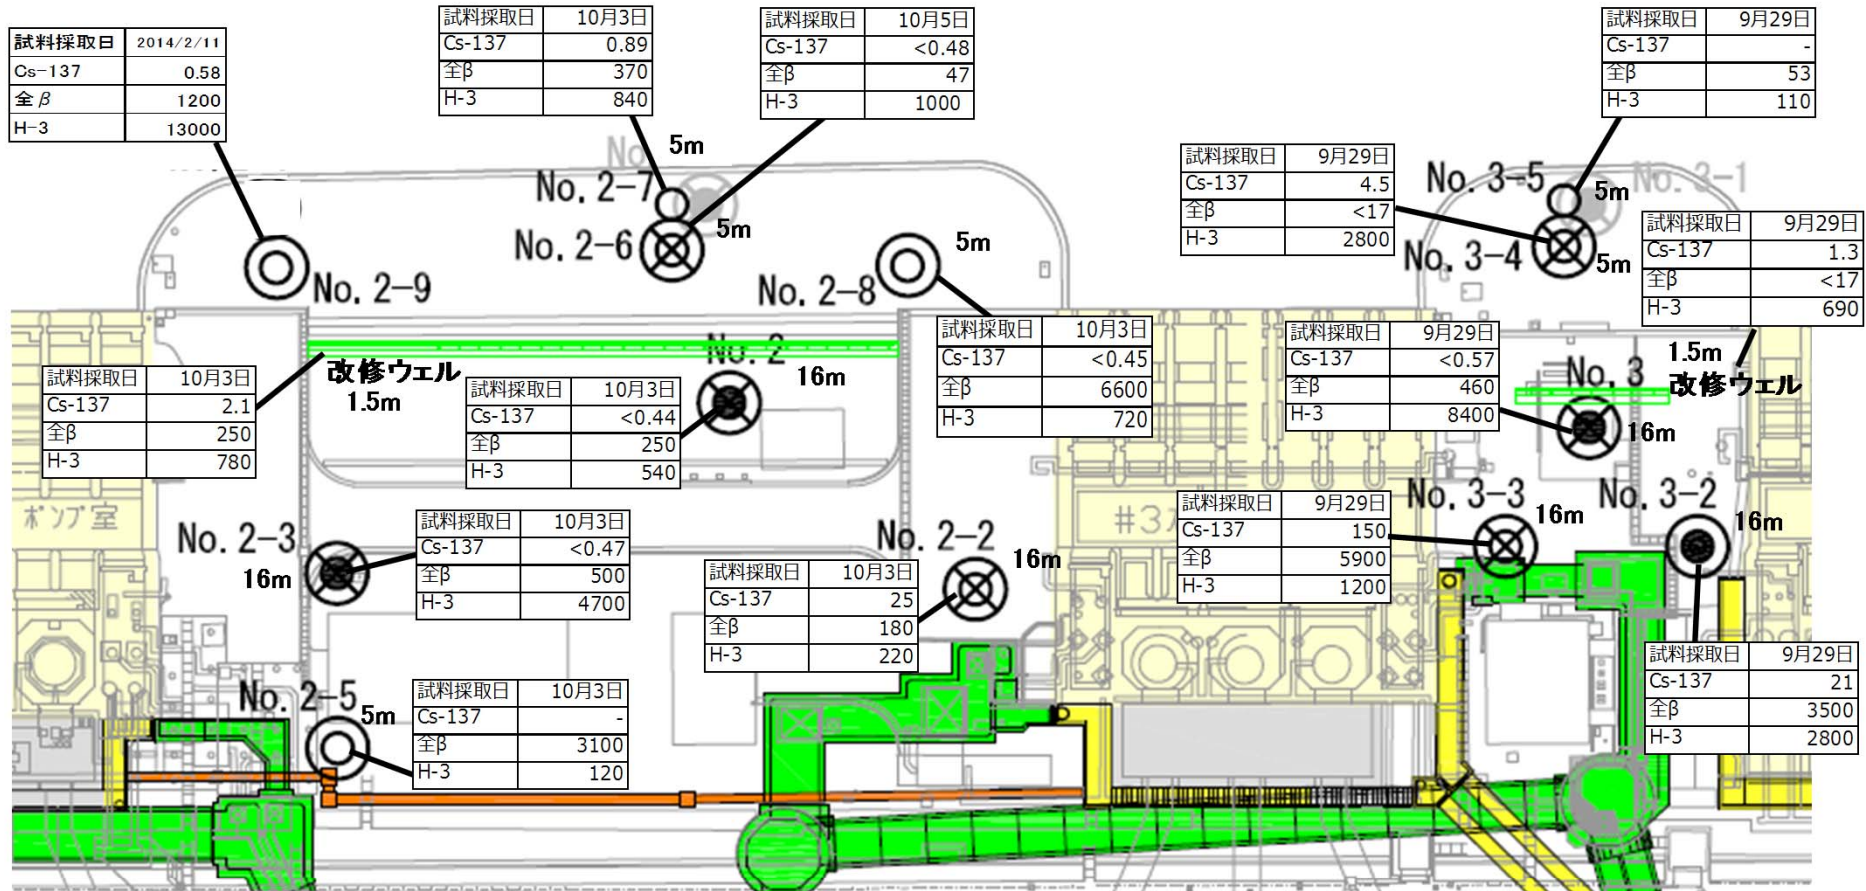 試料採取日 2014/2/11
Cs-137 0.58
全β 1200
H-3 13000
試料採取日 10月3日
Cs-137 0.89
全β 370
H-3 840
試料採取日 10月5日
Cs-137 <0.48
全β 47
H-3 1000
試料採取日 9月29日
Cs-137 -
全β 53
H-3 110
試料採取日 9月29日
Cs-137 4.5
全β <17
H-3 2800
試料採取日 9月29日
Cs-137 1.3
全β <17
H-3 690
No
5m
No. 2-7
No. 2-6
5m
No. 2-9
No. 2-8
5m
No. 3-5
5m
No. 3-1
No. 3-4
5m
試料採取日 10月3日
Cs-137 2.1
全β 250
H-3 780
改修ウェル
1.5m
試料採取日 10月3日
Cs-137 <0.44
全β 250
H-3 540
No. 2
16m
試料採取日 10月3日
Cs-137 <0.45
全β 6600
H-3 720
試料採取日 9月29日
Cs-137 <0.57
全β 460
H-3 8400
No. 3
16m
1.5m
改修ウェル
ポンプ室
No. 2-3
16m
試料採取日 10月3日
Cs-137 <0.47
全β 500
H-3 4700
No. 2-2
16m
試料採取日 10月3日
Cs-137 25
全β 180
H-3 220
#3
試料採取日 9月29日
Cs-137 150
全β 5900
H-3 1200
No. 3-3
16m
No. 3-2
16m
試料採取日 9月29日
Cs-137 21
全β 3500
H-3 2800
No. 2-5
5m
試料採取日 10月3日
Cs-137 -
全β 3100
H-3 120